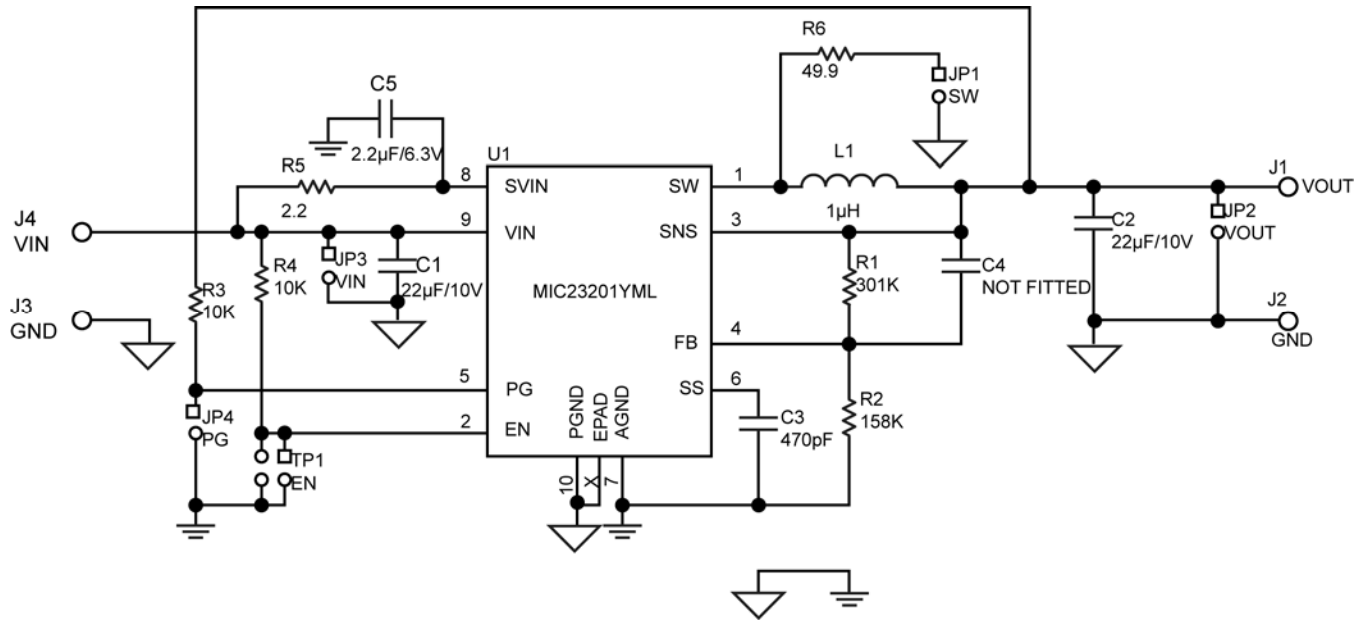 R6
49.9
JP1
SW
C5
2.2µF/6.3V
U1
L1
1µH
R5
2.2
8
SVIN
SW
1
J1
VOUT
J4
VIN
9
VIN
SNS
3
C2
22µF/10V
JP2
VOUT
R4
10K
JP3
VIN
C1
22µF/10V
R1
301K
C4
NOT FITTED
R3
10K
MIC23201YML
J3
GND
J2
GND
FB
4
5
PG
SS
6
JP4
PG
2
EN
PGND
EPAD
AGND
C3
470pF
R2
158K
TP1
EN
10
X
7